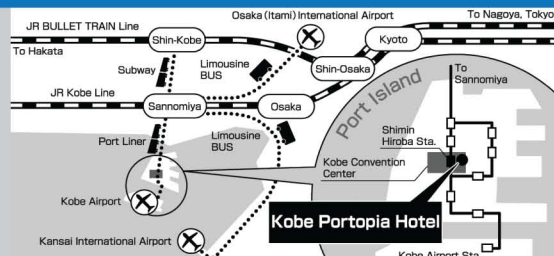 JR BULLET TRAIN Line
Osaka (Itami) International Airport
To Nagoya, Tokyo
To Hakata
Shin-Kobe
Kyoto
Limousine
BUS
Subway
Shin-Osaka
To
Sannomiya
JR Kobe Line
Sannomiya
Osaka
Port Island
Port Liner
Limousine
BUS
Shimin
Hiroba Sta.
Kobe Convention
Center
Kobe Airport
Kobe Portopia Hotel
Kansai International Airport
Kobe Airport Sta.